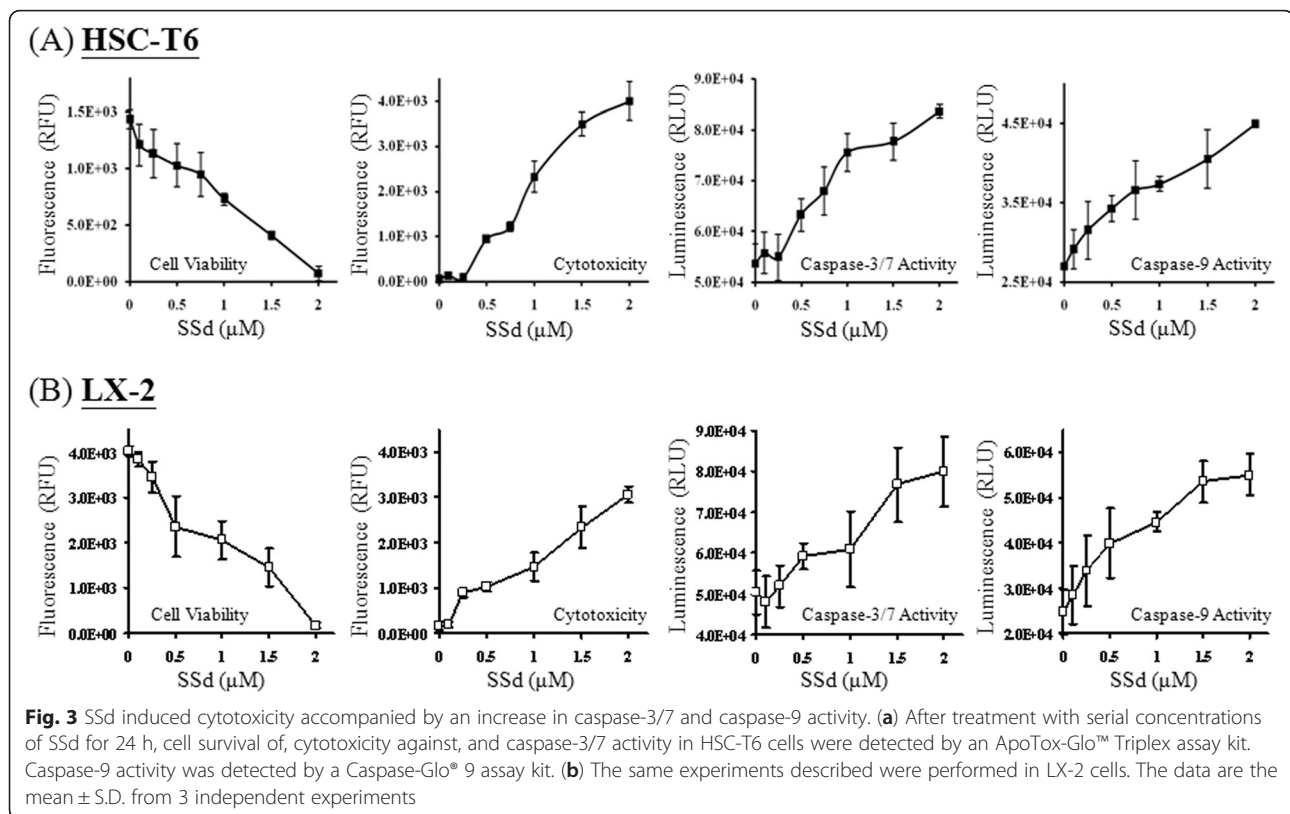 (A) HSC-T6
Fluorescence (RFU)
1.5E+03
1.0E+03
5.0E+02
0.0E+00
Cell Viability
0 0.5 1 1.5 2
SSd (µM)
Fluorescence (RFU)
4.0E+03
3.0E+03
2.0E+03
1.0E+03
0.0E+00
Cytotoxicity
0 0.5 1 1.5 2
SSd (µM)
Luminescence (RLU)
9.0E+04
8.0E+04
7.0E+04
6.0E+04
5.0E+04
Caspase-3/7 Activity
0 0.5 1 1.5 2
SSd (µM)
Luminescence (RLU)
4.5E+04
3.5E+04
2.5E+04
Caspase-9 Activity
0 0.5 1 1.5 2
SSd (µM)
(B) LX-2
Fluorescence (RFU)
4.0E+03
3.0E+03
2.0E+03
1.0E+03
0.0E+00
Cell Viability
0 0.5 1 1.5 2
SSd (µM)
Fluorescence (RFU)
4.0E+03
3.0E+03
2.0E+03
1.0E+03
0.0E+00
Cytotoxicity
0 0.5 1 1.5 2
SSd (µM)
Luminescence (RLU)
9.0E+04
8.0E+04
7.0E+04
6.0E+04
5.0E+04
4.0E+04
Caspase-3/7 Activity
0 0.5 1 1.5 2
SSd (µM)
Luminescence (RLU)
6.0E+04
5.0E+04
4.0E+04
3.0E+04
2.0E+04
Caspase-9 Activity
0 0.5 1 1.5 2
SSd (µM)
Fig. 3 SSd induced cytotoxicity accompanied by an increase in caspase-3/7 and caspase-9 activity. (a) After treatment with serial concentrations
of SSd for 24 h, cell survival of, cytotoxicity against, and caspase-3/7 activity in HSC-T6 cells were detected by an ApoTox-Glo™ Triplex assay kit.
Caspase-9 activity was detected by a Caspase-Glo® 9 assay kit. (b) The same experiments described were performed in LX-2 cells. The data are the
mean ± S.D. from 3 independent experiments